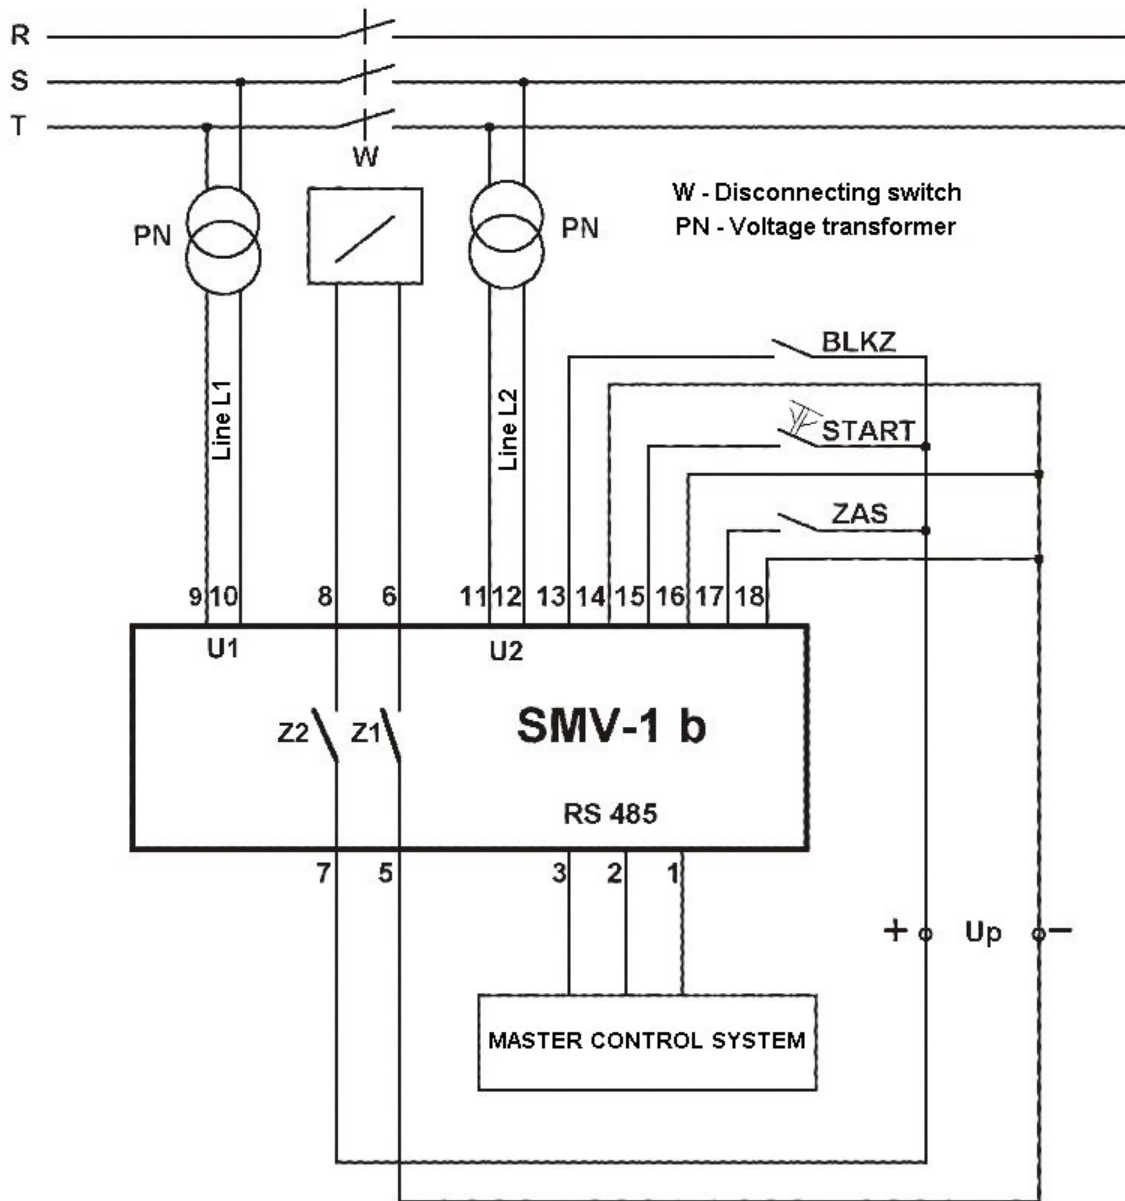 R
S
T
W
W - Disconnecting switch
PN - Voltage transformer
PN
PN
BLKZ
Line L1
Line L2
START
ZAS
9 10 8 6 11 12 13 14 15 16 17 18
U1 U2
Z2 Z1 SMV-1 b
RS 485
7 5 3 2 1
+ Up −
MASTER CONTROL SYSTEM